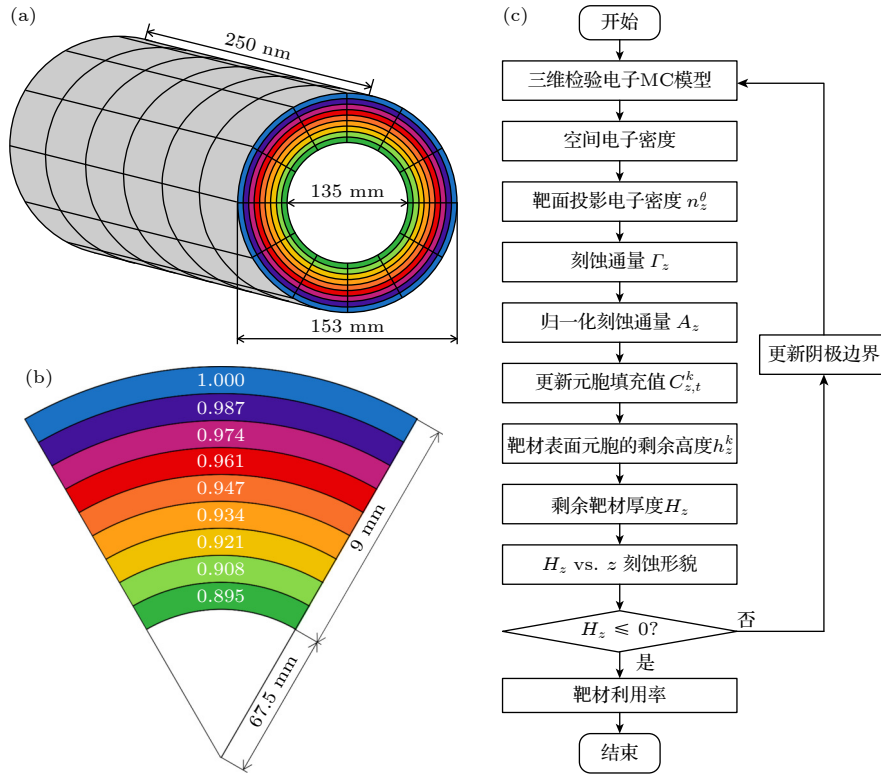 (a)
250 nm
135 mm
153 mm
(b)
1.000
0.987
0.974
0.961
0.947
0.934
0.921
0.908
0.895
9 mm
67.5 mm
(c)
开始
三维检验电子MC模型
空间电子密度
靶面投影电子密度 n_z^θ
刻蚀通量 Γ_z
归一化刻蚀通量 A_z
更新元胞填充值 C_{z,t}^k
靶材表面元胞的剩余高度h_z^k
剩余靶材厚度H_z
H_z vs. z 刻蚀形貌
H_z ≤ 0?
否
是
更新阴极边界
靶材利用率
结束